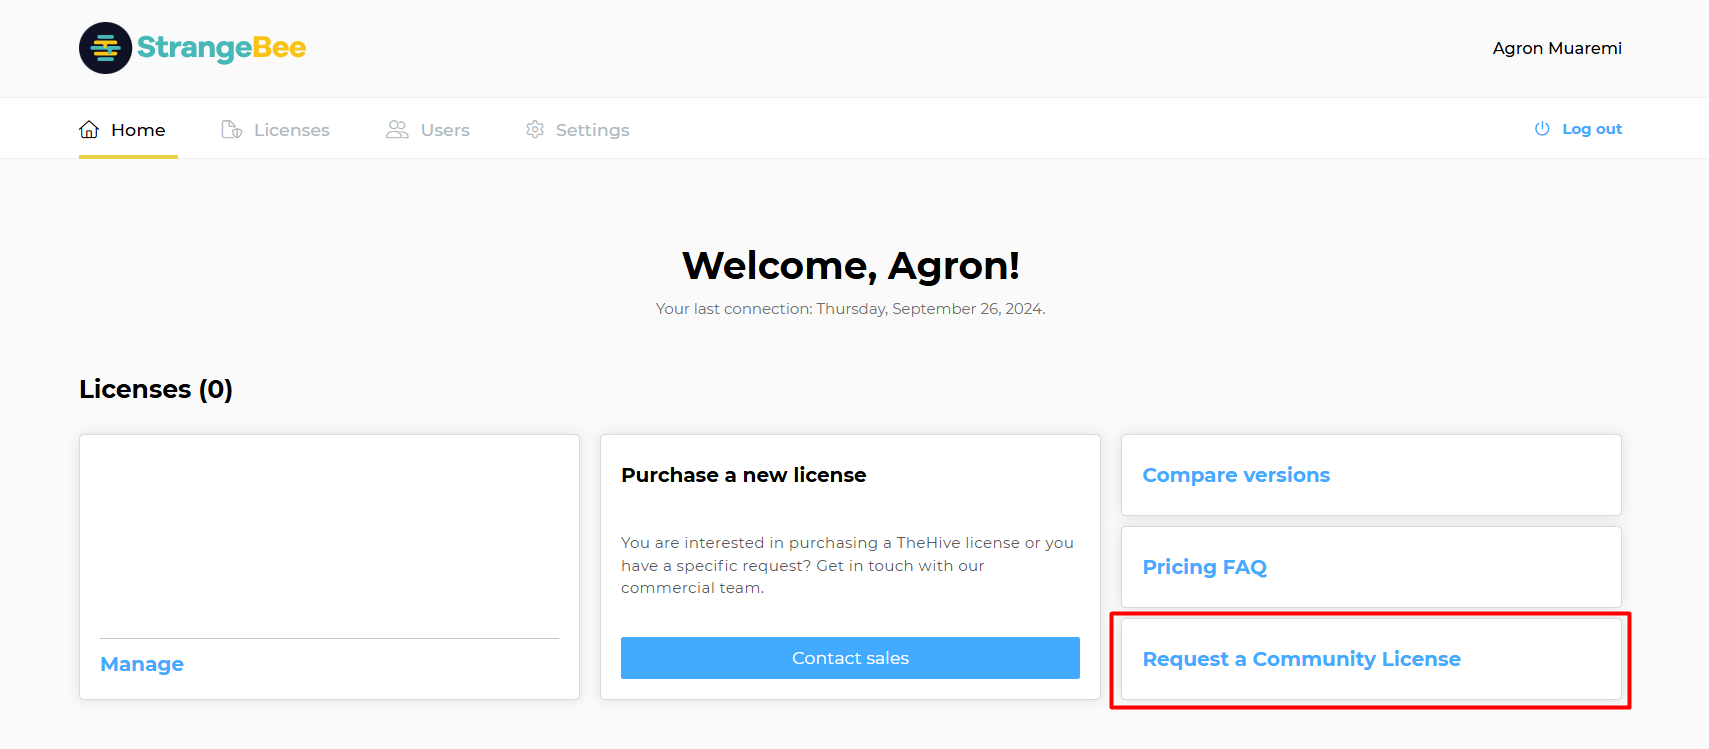 StrangeBee
Agron Muaremi
Home
Licenses
Users
Settings
Log out
Welcome, Agron!
Your last connection: Thursday, September 26, 2024.
Licenses (0)
Manage
Purchase a new license
You are interested in purchasing a TheHive license or you
have a specific request? Get in touch with our
commercial team.
Contact sales
Compare versions
Pricing FAQ
Request a Community License